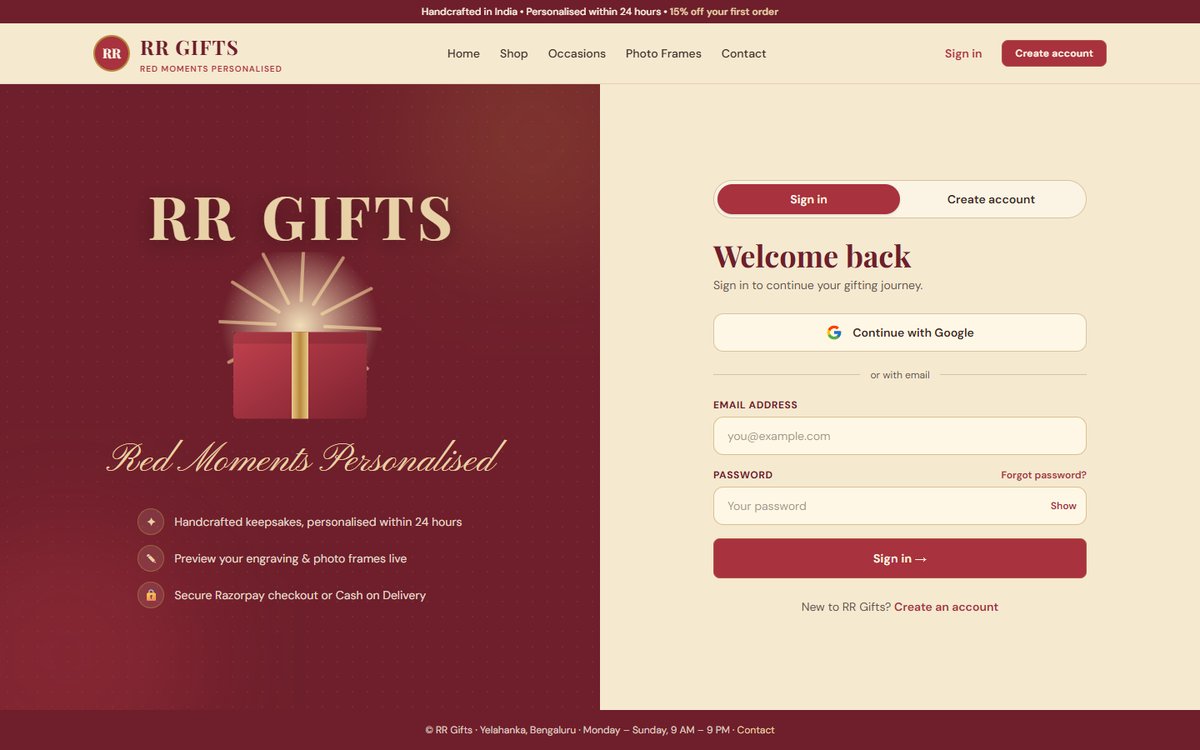 Handcrafted in India • Personalised within 24 hours • 15% off your first order
RR
RR GIFTS
RED MOMENTS PERSONALISED
Home
Shop
Occasions
Photo Frames
Contact
Sign in
Create account
RR GIFTS
Red Moments Personalised
Handcrafted keepsakes, personalised within 24 hours
Preview your engraving & photo frames live
Secure Razorpay checkout or Cash on Delivery
Sign in
Create account
Welcome back
Sign in to continue your gifting journey.
Continue with Google
or with email
EMAIL ADDRESS
you@example.com
PASSWORD
Forgot password?
Your password
Show
Sign in →
New to RR Gifts? Create an account
© RR Gifts · Yelahanka, Bengaluru · Monday – Sunday, 9 AM – 9 PM · Contact